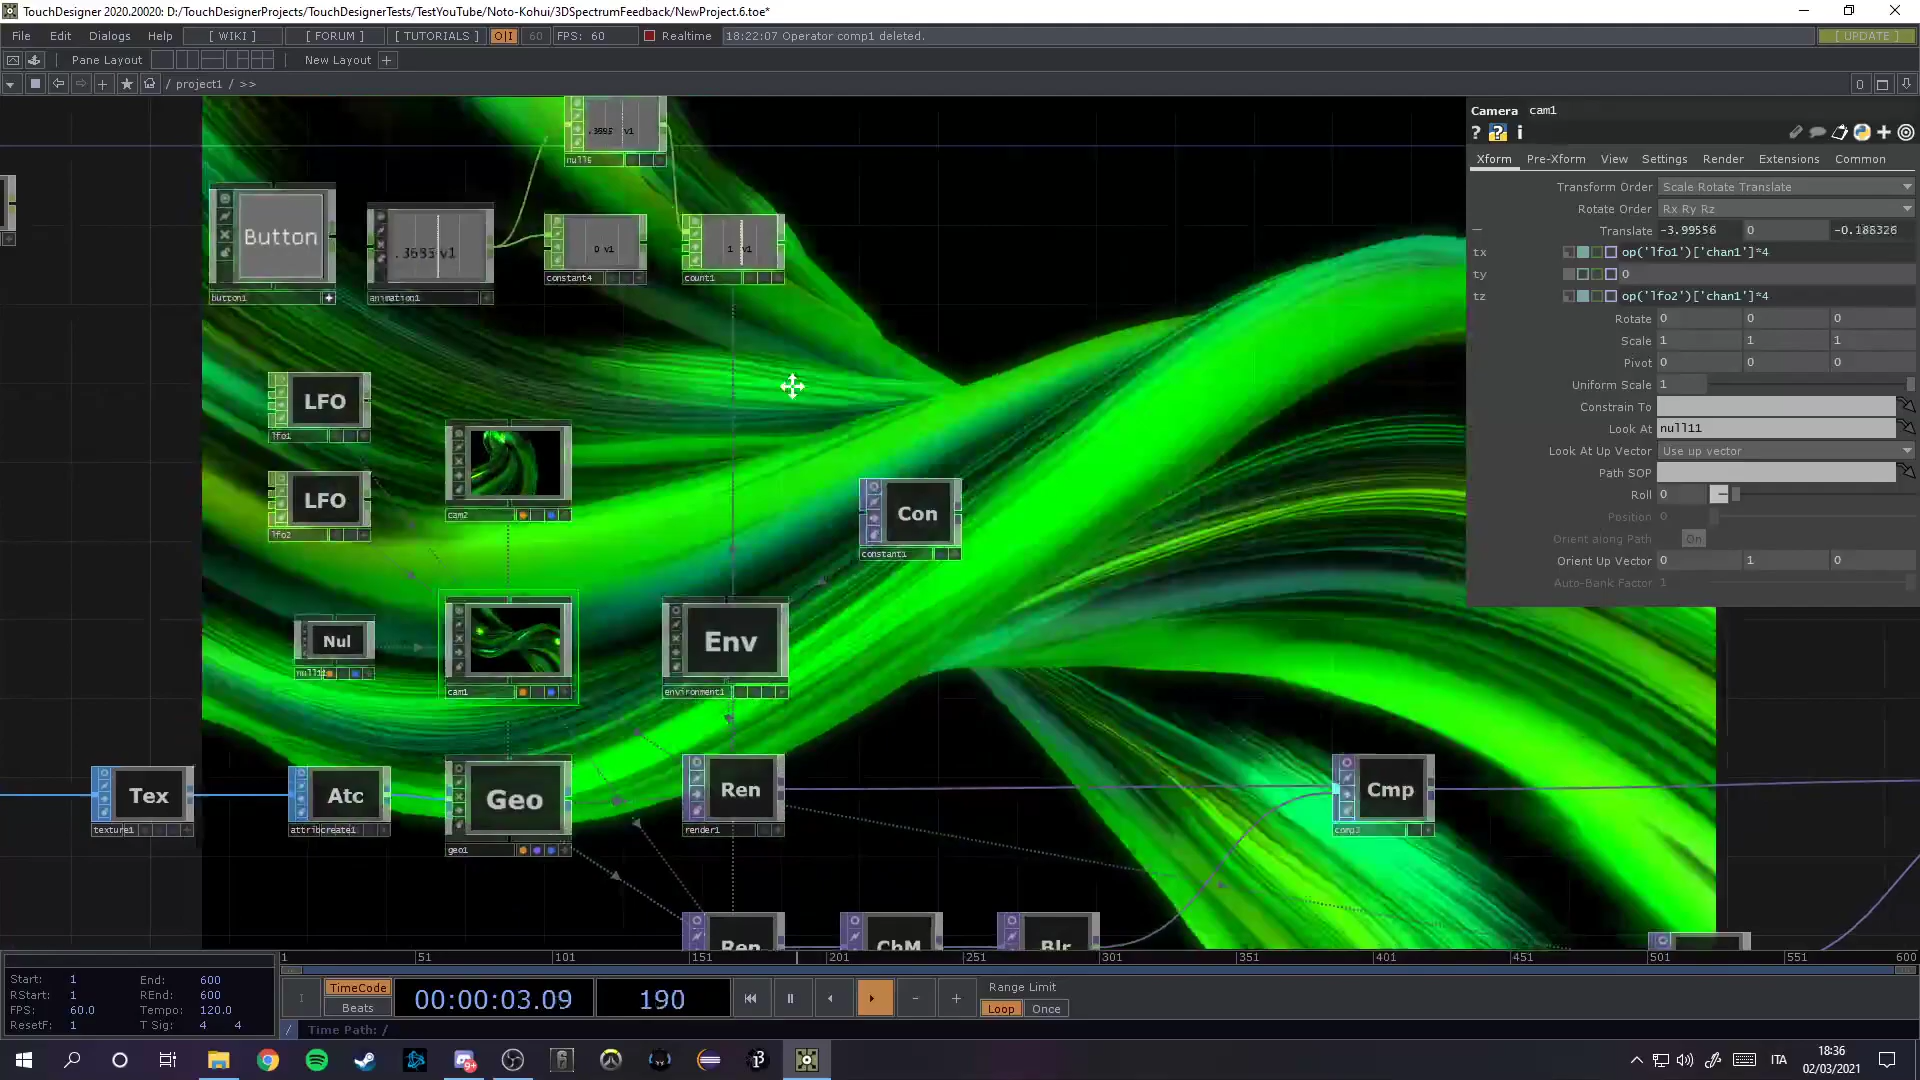 TouchDesigner 2020.20020: D:/TouchDesignerProjects/TouchDesignerTests/TestYouTube/Noto-Kohui/3DSpectrumFeedback/NewProject.6.toe*
File Edit Dialogs Help [ WIKI ] [ FORUM ] [ TUTORIALS ] O|I 60 FPS: 60 Realtime 18:22:07 Operator comp1 deleted. [ UPDATE ]
Pane Layout New Layout +
/ project1 / >> 0
Camera cam1
? ? i
Xform Pre-Xform View Settings Render Extensions Common
Transform Order Scale Rotate Translate
Rotate Order Rx Ry Rz
Translate -3.99556 0 -0.188326
tx op('lfo1')['chan1']*4
ty 0
tz op('lfo2')['chan1']*4
Rotate 0 0 0
Scale 1 1 1
Pivot 0 0 0
Uniform Scale 1
Constrain To
Look At null11
Look At Up Vector Use up vector
Path SOP
Roll 0
Position 0
Orient along Path On
Orient Up Vector 0 1 0
Auto-Bank Factor 1
.3695 v1
Button
button1
.3695 v1
animation1
0 v1
constant4
1 v1
count1
LFO
lfo1
LFO
lfo2
cam2
Con
constant1
Nul
null11
cam1
Env
environment1
Tex
texture1
Atc
attribcreate1
Geo
geo1
Ren
render1
Cmp
comp3
Ren
ChM
Blr
1 51 101 151 201 251 301 351 401 451 501 551 600
Start: 1 End: 600
RStart: 1 REnd: 600
FPS: 60.0 Tempo: 120.0
ResetF: 1 T Sig: 4 4
TimeCode
Beats
00:00:03.09
190
Range Limit
Loop Once
/ Time Path: /
9+
ITA
18:36
02/03/2021